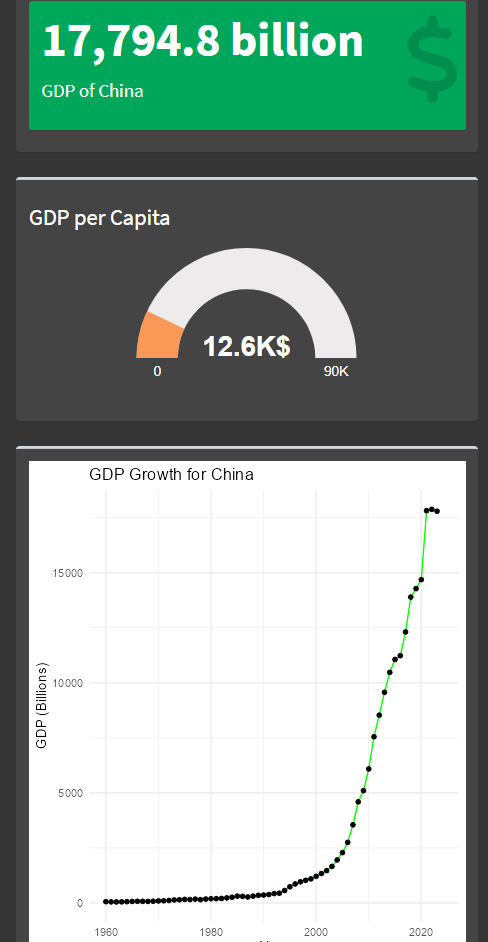 17,794.8 billion
GDP of China
GDP per Capita
12.6K$
0
90K
GDP Growth for China
GDP (Billions)
15000
10000
5000
0
1960
1980
2000
2020